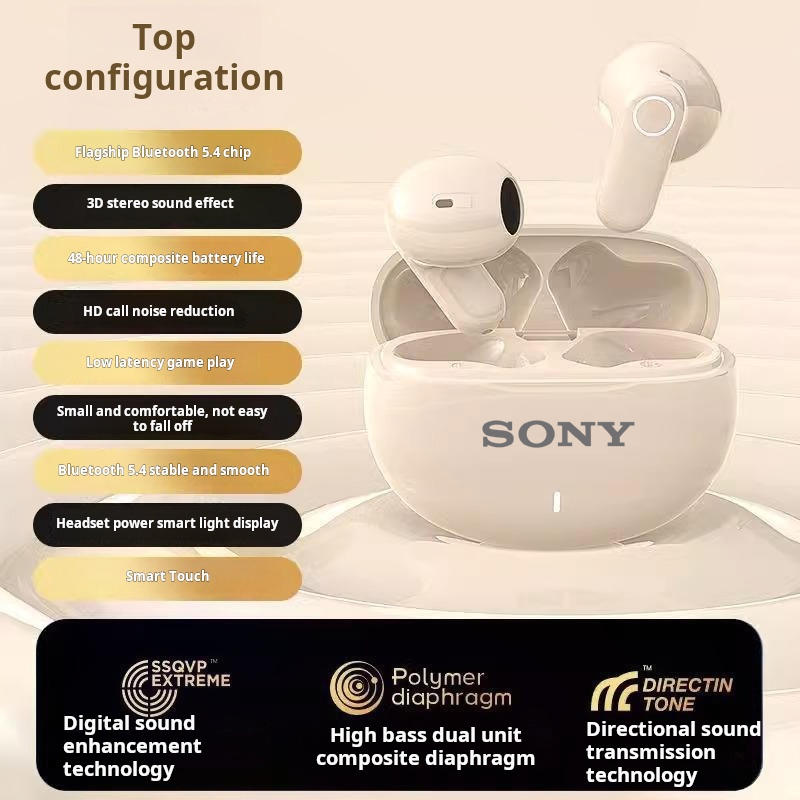 Top
configuration
Flagship Bluetooth 5.4 chip
3D stereo sound effect
48-hour composite battery life
HD call noise reduction
Low latency game play
Small and comfortable, not easy
to fall off
Bluetooth 5.4 stable and smooth
Headset power smart light display
Smart Touch
SONY
SSQVP™
EXTREME
Digital sound
enhancement
technology
Polymer
diaphragm
High bass dual unit
composite diaphragm
™
DIRECTIN
TONE
Directional sound
transmission
technology